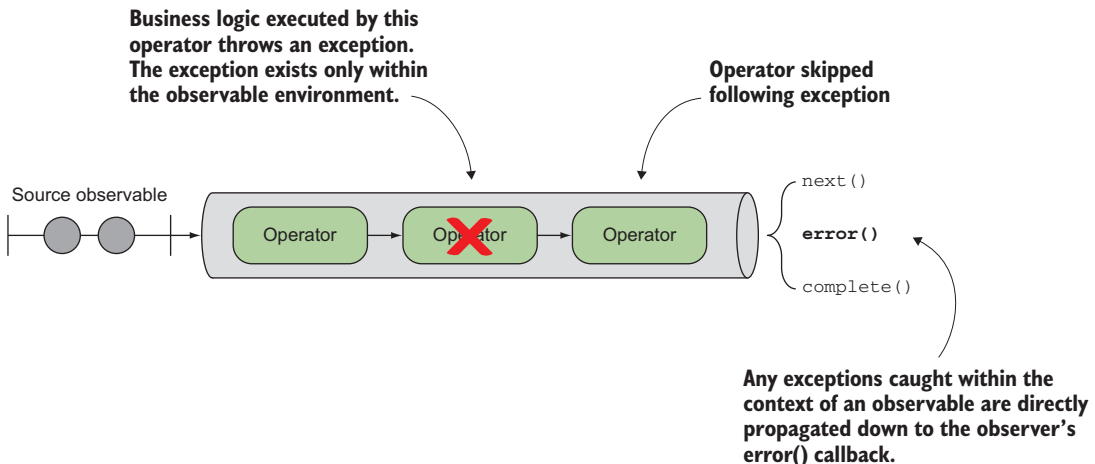 Business logic executed by this
operator throws an exception.
The exception exists only within
the observable environment.
Operator skipped
following exception
Source observable
Operator
Operator
Operator
next()
error()
complete()
Any exceptions caught within the
context of an observable are directly
propagated down to the observer’s
error() callback.